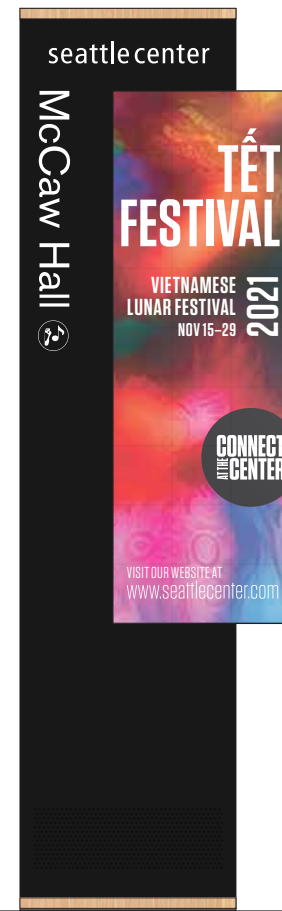 seattle center
McCaw Hall
TẾT
FESTIVAL
VIETNAMESE
LUNAR FESTIVAL
NOV 15–29
2021
CONNECT
AT THE CENTER
VISIT OUR WEBSITE AT
www.seattlecenter.com